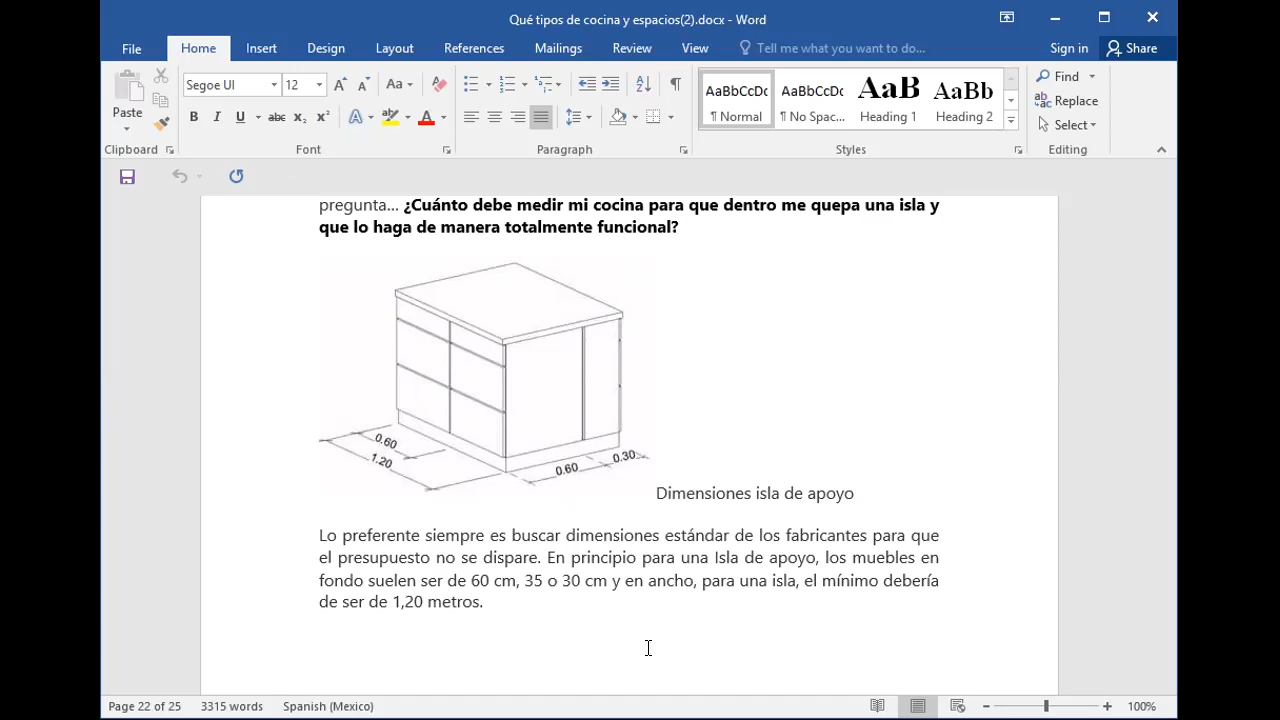 Qué tipos de cocina y espacios(2).docx - Word
File Home Insert Design Layout References Mailings Review View Tell me what you want to do... Sign in Share
Paste
Clipboard
Segoe UI 12 Aa
B I U abc x₂ x² A A
Font
Paragraph
AaBbCcDc AaBbCcDc AaB AaBb
¶ Normal ¶ No Spac... Heading 1 Heading 2
Styles
Find
Replace
Select
Editing
pregunta... ¿Cuánto debe medir mi cocina para que dentro me quepa una isla y
que lo haga de manera totalmente funcional?
0.60
1.20
0.60
0.30
Dimensiones isla de apoyo
Lo preferente siempre es buscar dimensiones estándar de los fabricantes para que
el presupuesto no se dispare. En principio para una Isla de apoyo, los muebles en
fondo suelen ser de 60 cm, 35 o 30 cm y en ancho, para una isla, el mínimo debería
de ser de 1,20 metros.
Page 22 of 25 3315 words Spanish (Mexico) 100%